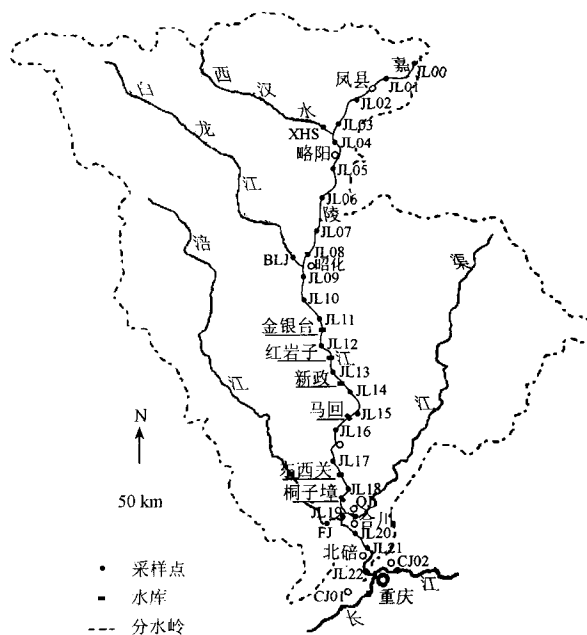 嘉
JL00
凤县
JL01
西汉水
JL02
白龙江
XHS
JL03
JL04
略阳
JL05
JL06
陵
JL07
涪江
渠江
BLJ
JL08
昭化
JL09
JL10
JL11
金银台
JL12
红岩子
江
JL13
新政
JL14
马回
JL15
JL16
N
50 km
JL17
东西关
JL18
桐子壕
QJ
JL19
合川
FJ
JL20
北碚
JL21
CJ02
JL22
重庆
CJ01
长江
采样点
水库
分水岭